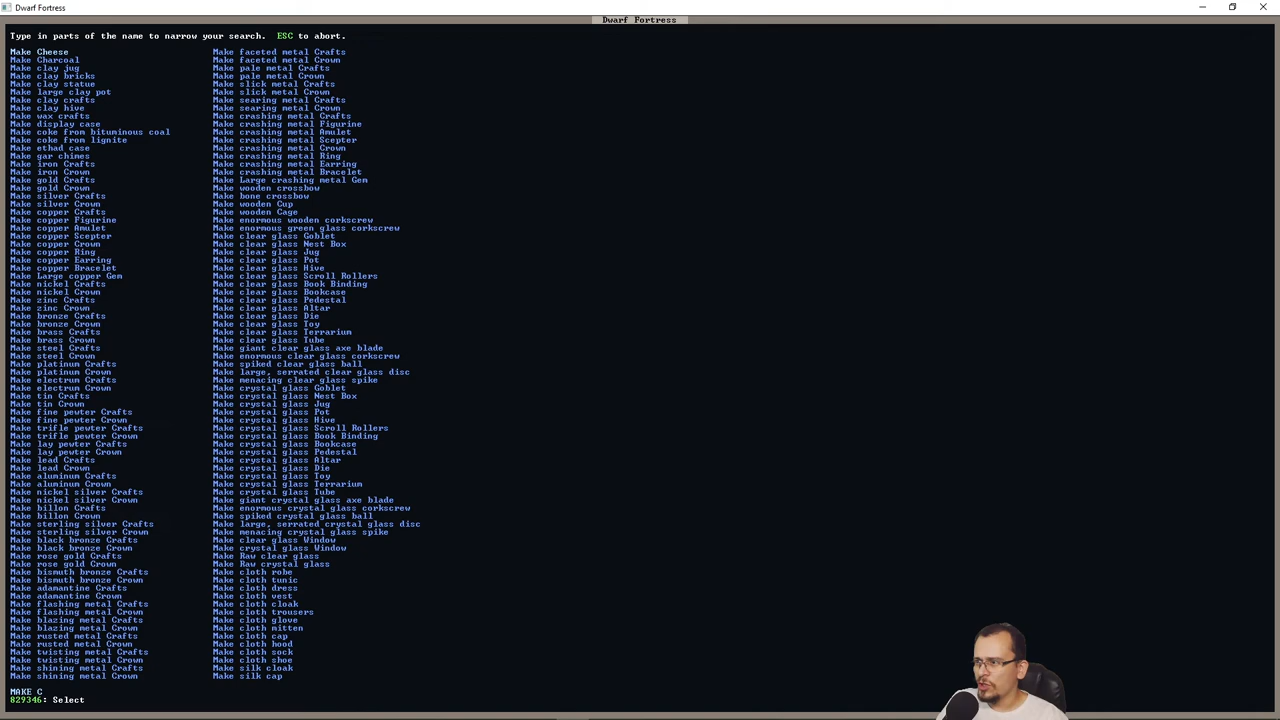 Dwarf Fortress
Dwarf Fortress
Type in parts of the name to narrow your search.  ESC to abort.
Make Cheese
Make Charcoal
Make clay jug
Make clay bricks
Make clay statue
Make large clay pot
Make clay crafts
Make clay hive
Make wax crafts
Make display case
Make coke from bituminous coal
Make coke from lignite
Make ethad case
Make gar chimes
Make iron Crafts
Make iron Crown
Make gold Crafts
Make gold Crown
Make silver Crafts
Make silver Crown
Make copper Crafts
Make copper Figurine
Make copper Amulet
Make copper Scepter
Make copper Crown
Make copper Ring
Make copper Earring
Make copper Bracelet
Make Large copper Gem
Make nickel Crafts
Make nickel Crown
Make zinc Crafts
Make zinc Crown
Make bronze Crafts
Make bronze Crown
Make brass Crafts
Make brass Crown
Make steel Crafts
Make steel Crown
Make platinum Crafts
Make platinum Crown
Make electrum Crafts
Make electrum Crown
Make tin Crafts
Make tin Crown
Make fine pewter Crafts
Make fine pewter Crown
Make trifle pewter Crafts
Make trifle pewter Crown
Make lay pewter Crafts
Make lay pewter Crown
Make lead Crafts
Make lead Crown
Make aluminum Crafts
Make aluminum Crown
Make nickel silver Crafts
Make nickel silver Crown
Make billon Crafts
Make billon Crown
Make sterling silver Crafts
Make sterling silver Crown
Make black bronze Crafts
Make black bronze Crown
Make rose gold Crafts
Make rose gold Crown
Make bismuth bronze Crafts
Make bismuth bronze Crown
Make adamantine Crafts
Make adamantine Crown
Make flashing metal Crafts
Make flashing metal Crown
Make blazing metal Crafts
Make blazing metal Crown
Make rusted metal Crafts
Make rusted metal Crown
Make twisting metal Crafts
Make twisting metal Crown
Make shining metal Crafts
Make shining metal Crown
Make faceted metal Crafts
Make faceted metal Crown
Make pale metal Crafts
Make pale metal Crown
Make slick metal Crafts
Make slick metal Crown
Make searing metal Crafts
Make searing metal Crown
Make crashing metal Crafts
Make crashing metal Figurine
Make crashing metal Amulet
Make crashing metal Scepter
Make crashing metal Crown
Make crashing metal Ring
Make crashing metal Earring
Make crashing metal Bracelet
Make Large crashing metal Gem
Make wooden crossbow
Make bone crossbow
Make wooden Cup
Make wooden Cage
Make enormous wooden corkscrew
Make enormous green glass corkscrew
Make clear glass Goblet
Make clear glass Nest Box
Make clear glass Jug
Make clear glass Pot
Make clear glass Hive
Make clear glass Scroll Rollers
Make clear glass Book Binding
Make clear glass Bookcase
Make clear glass Pedestal
Make clear glass Altar
Make clear glass Die
Make clear glass Toy
Make clear glass Terrarium
Make clear glass Tube
Make giant clear glass axe blade
Make enormous clear glass corkscrew
Make spiked clear glass ball
Make large, serrated clear glass disc
Make menacing clear glass spike
Make crystal glass Goblet
Make crystal glass Nest Box
Make crystal glass Jug
Make crystal glass Pot
Make crystal glass Hive
Make crystal glass Scroll Rollers
Make crystal glass Book Binding
Make crystal glass Bookcase
Make crystal glass Pedestal
Make crystal glass Altar
Make crystal glass Die
Make crystal glass Toy
Make crystal glass Terrarium
Make crystal glass Tube
Make giant crystal glass axe blade
Make enormous crystal glass corkscrew
Make spiked crystal glass ball
Make large, serrated crystal glass disc
Make menacing crystal glass spike
Make clear glass Window
Make crystal glass Window
Make Raw clear glass
Make Raw crystal glass
Make cloth robe
Make cloth tunic
Make cloth dress
Make cloth vest
Make cloth cloak
Make cloth trousers
Make cloth glove
Make cloth mitten
Make cloth cap
Make cloth hood
Make cloth sock
Make cloth shoe
Make silk cloak
Make silk cap
MAKE C
829346: Select